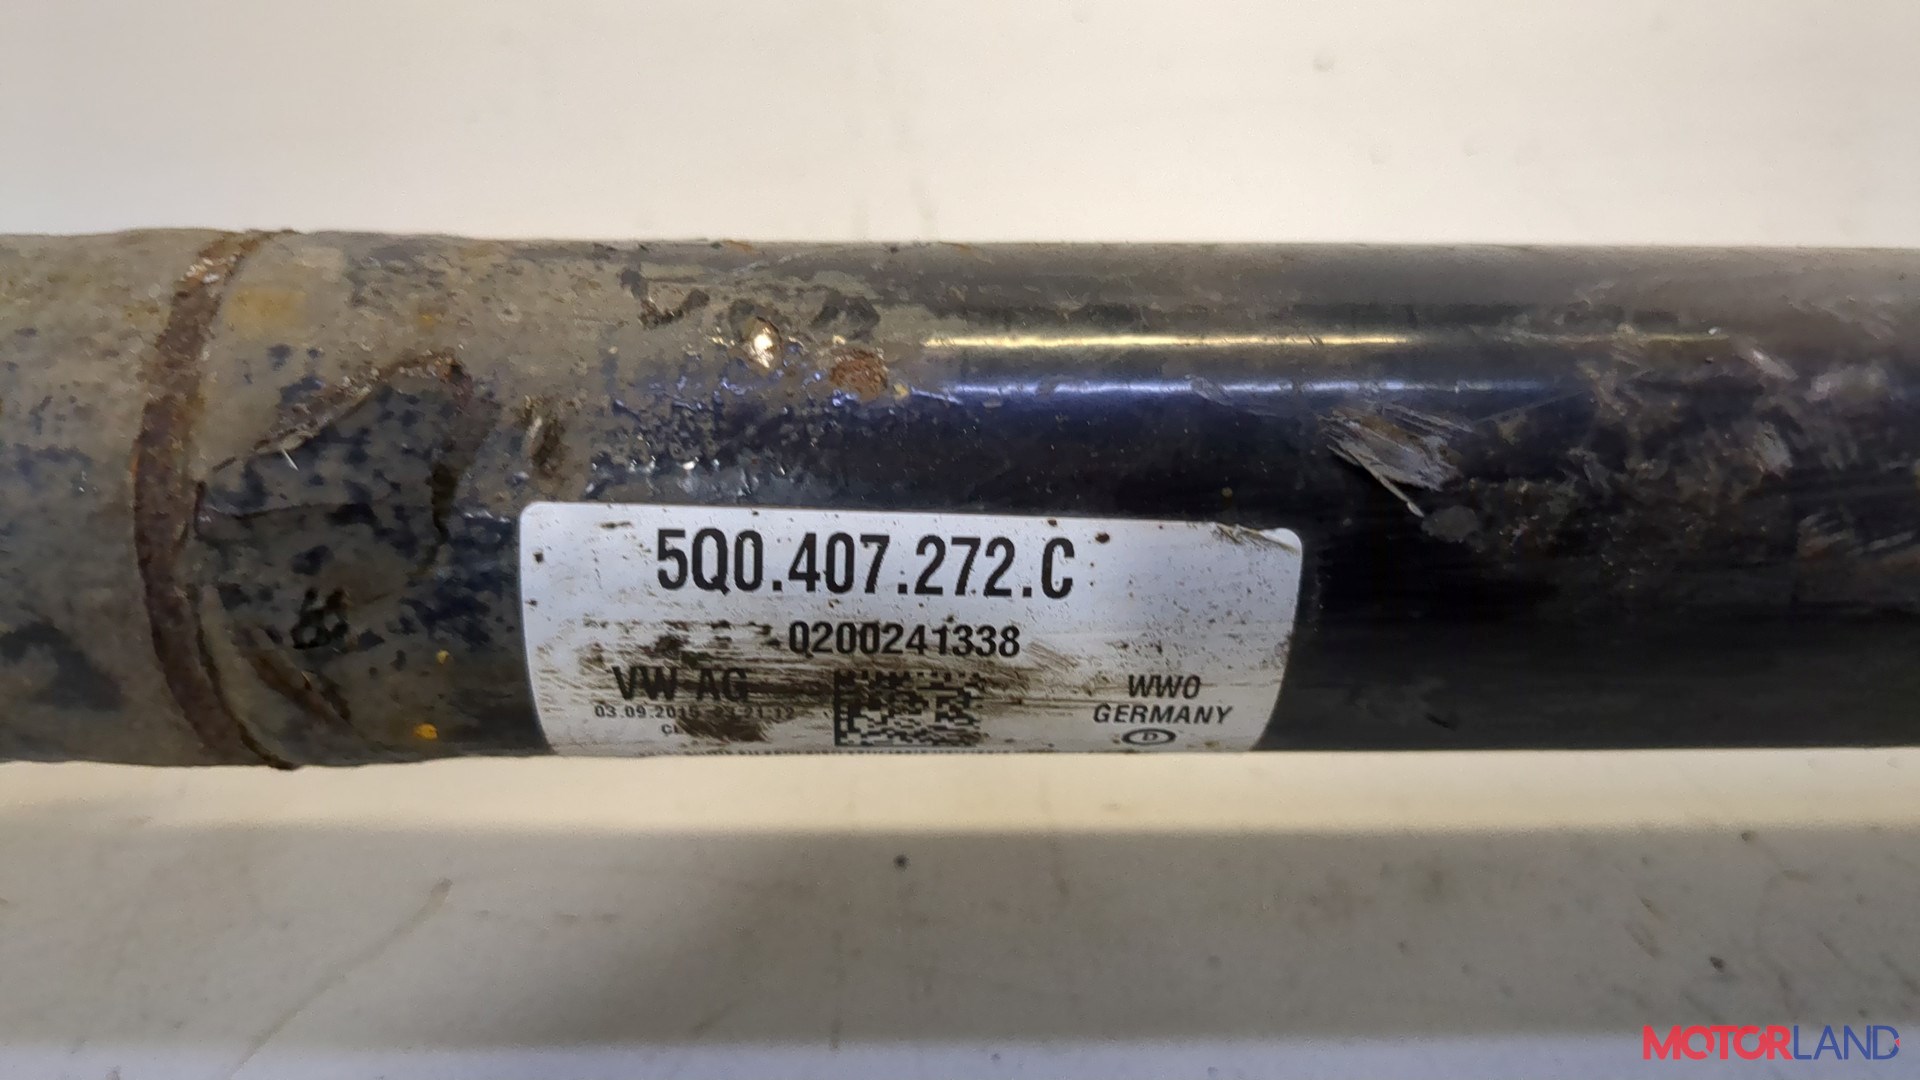 5Q0.407.272.C
0200241338
VW AG
WW0
GERMANY
D
MOTORLAND